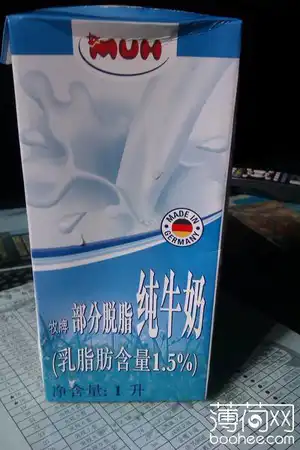 MUH
MADE IN
GERMANY
牧牌 部分脱脂 纯牛奶
(乳脂肪含量1.5%)
净含量: 1 升
薄荷网
boohee.com